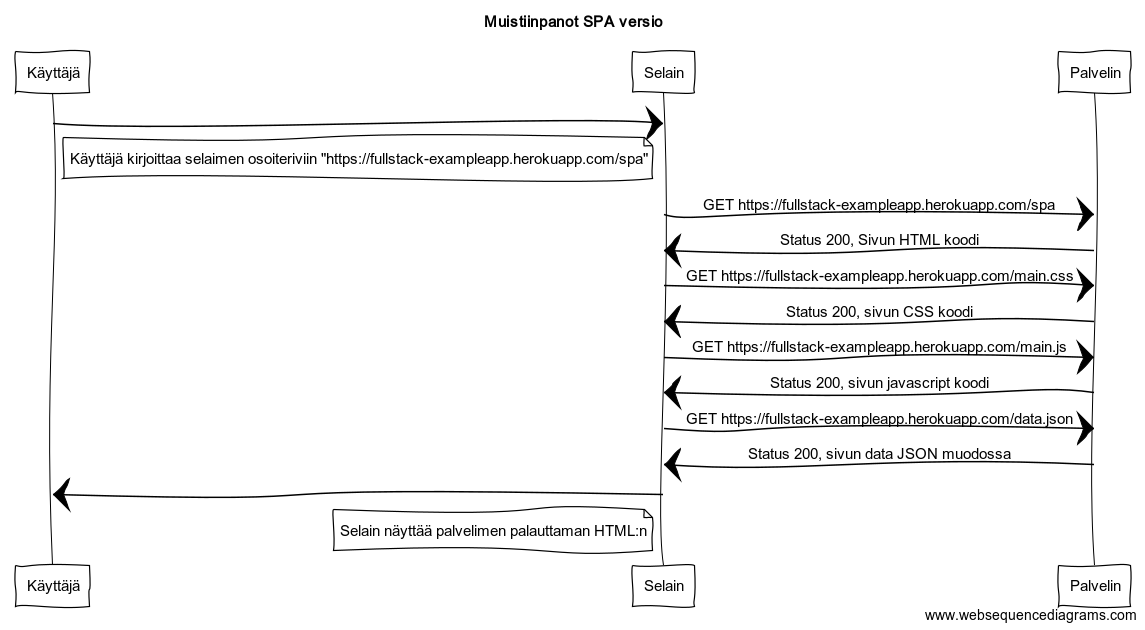 Muistiinpanot SPA versio
Käyttäjä
Selain
Palvelin
Käyttäjä kirjoittaa selaimen osoiteriviin "https://fullstack-exampleapp.herokuapp.com/spa"
GET https://fullstack-exampleapp.herokuapp.com/spa
Status 200, Sivun HTML koodi
GET https://fullstack-exampleapp.herokuapp.com/main.css
Status 200, sivun CSS koodi
GET https://fullstack-exampleapp.herokuapp.com/main.js
Status 200, sivun javascript koodi
GET https://fullstack-exampleapp.herokuapp.com/data.json
Status 200, sivun data JSON muodossa
Selain näyttää palvelimen palauttaman HTML:n
Käyttäjä
Selain
Palvelin
www.websequencediagrams.com